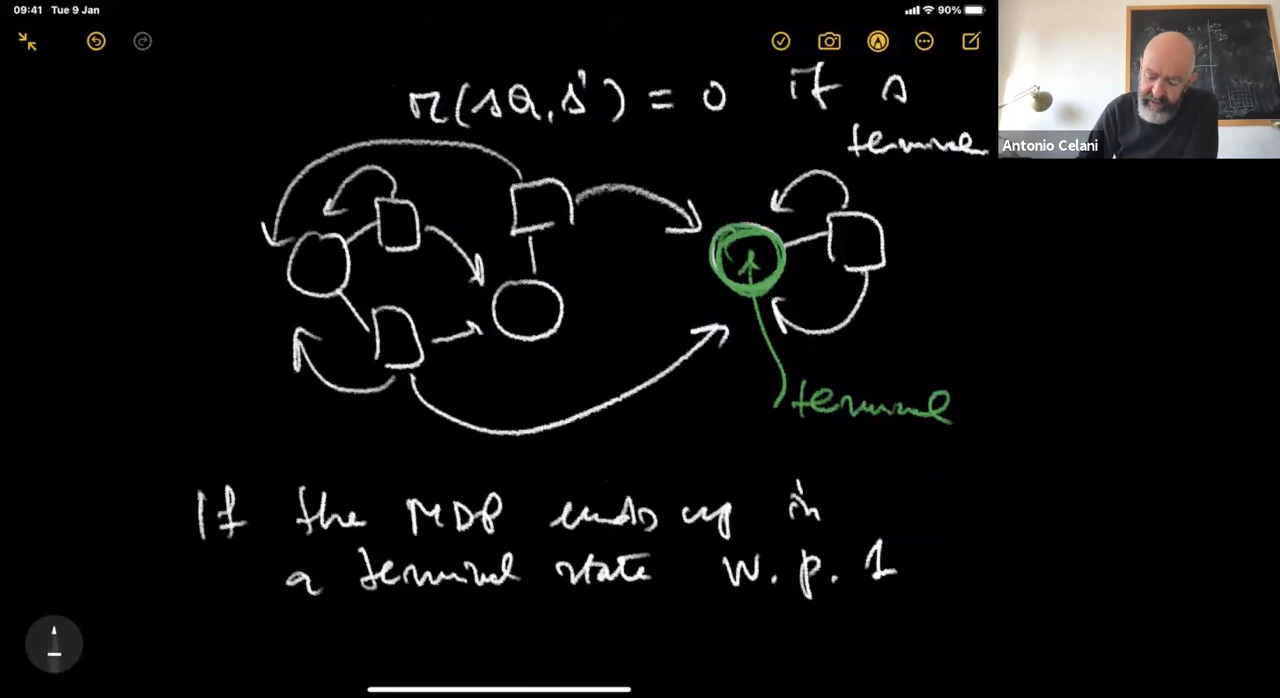 09:41 Tue 9 Jan
90%
r(sa,s') = 0 if s
terminal
Antonio Celani
terminal
If the MDP ends up in
a terminal state w.p. 1